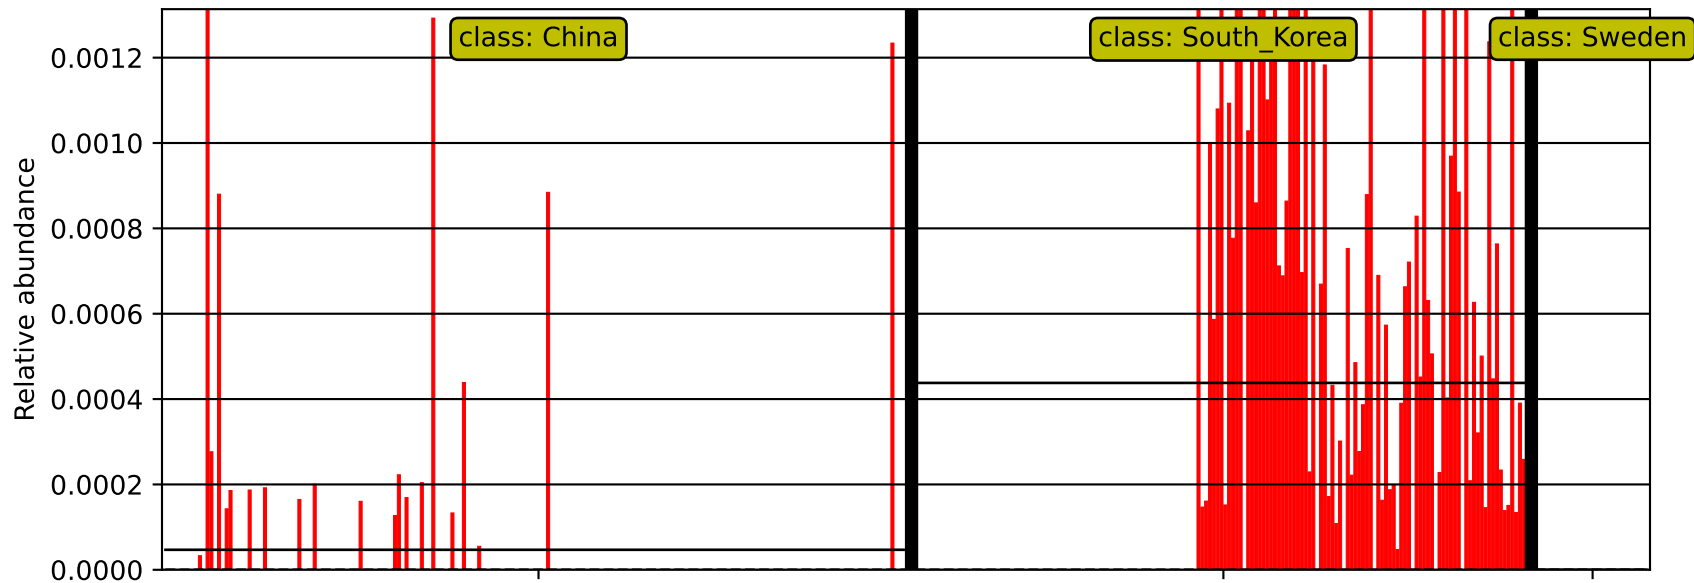 class: China
class: South_Korea
class: Sweden
0.0012
0.0010
0.0008
0.0006
0.0004
0.0002
0.0000
Relative abundance